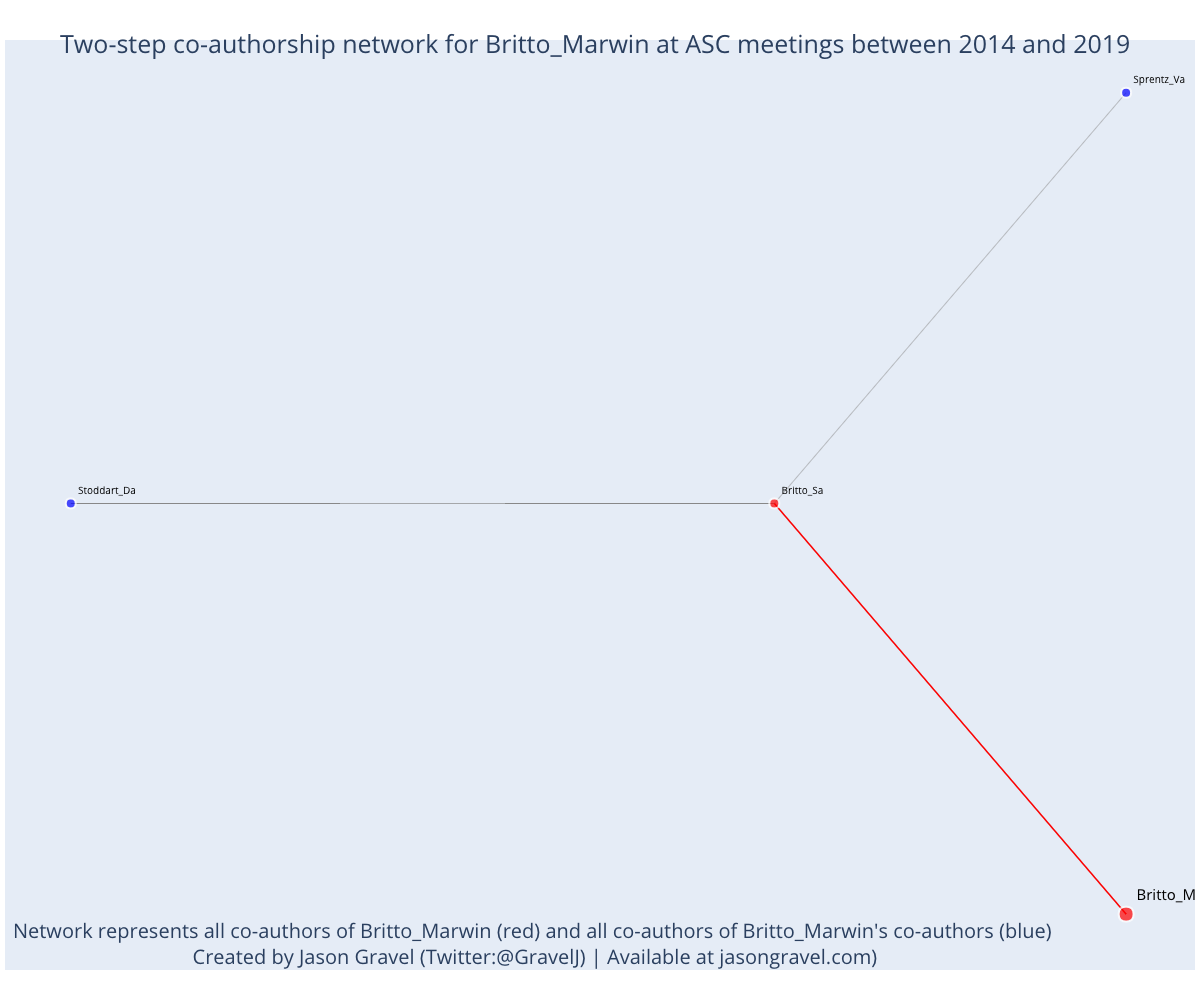 Two-step co-authorship network for Britto_Marwin at ASC meetings between 2014 and 2019
Sprentz_Va
Stoddart_Da
Britto_Sa
Britto_M
Network represents all co-authors of Britto_Marwin (red) and all co-authors of Britto_Marwin's co-authors (blue)
Created by Jason Gravel (Twitter:@GravelJ) | Available at jasongravel.com)